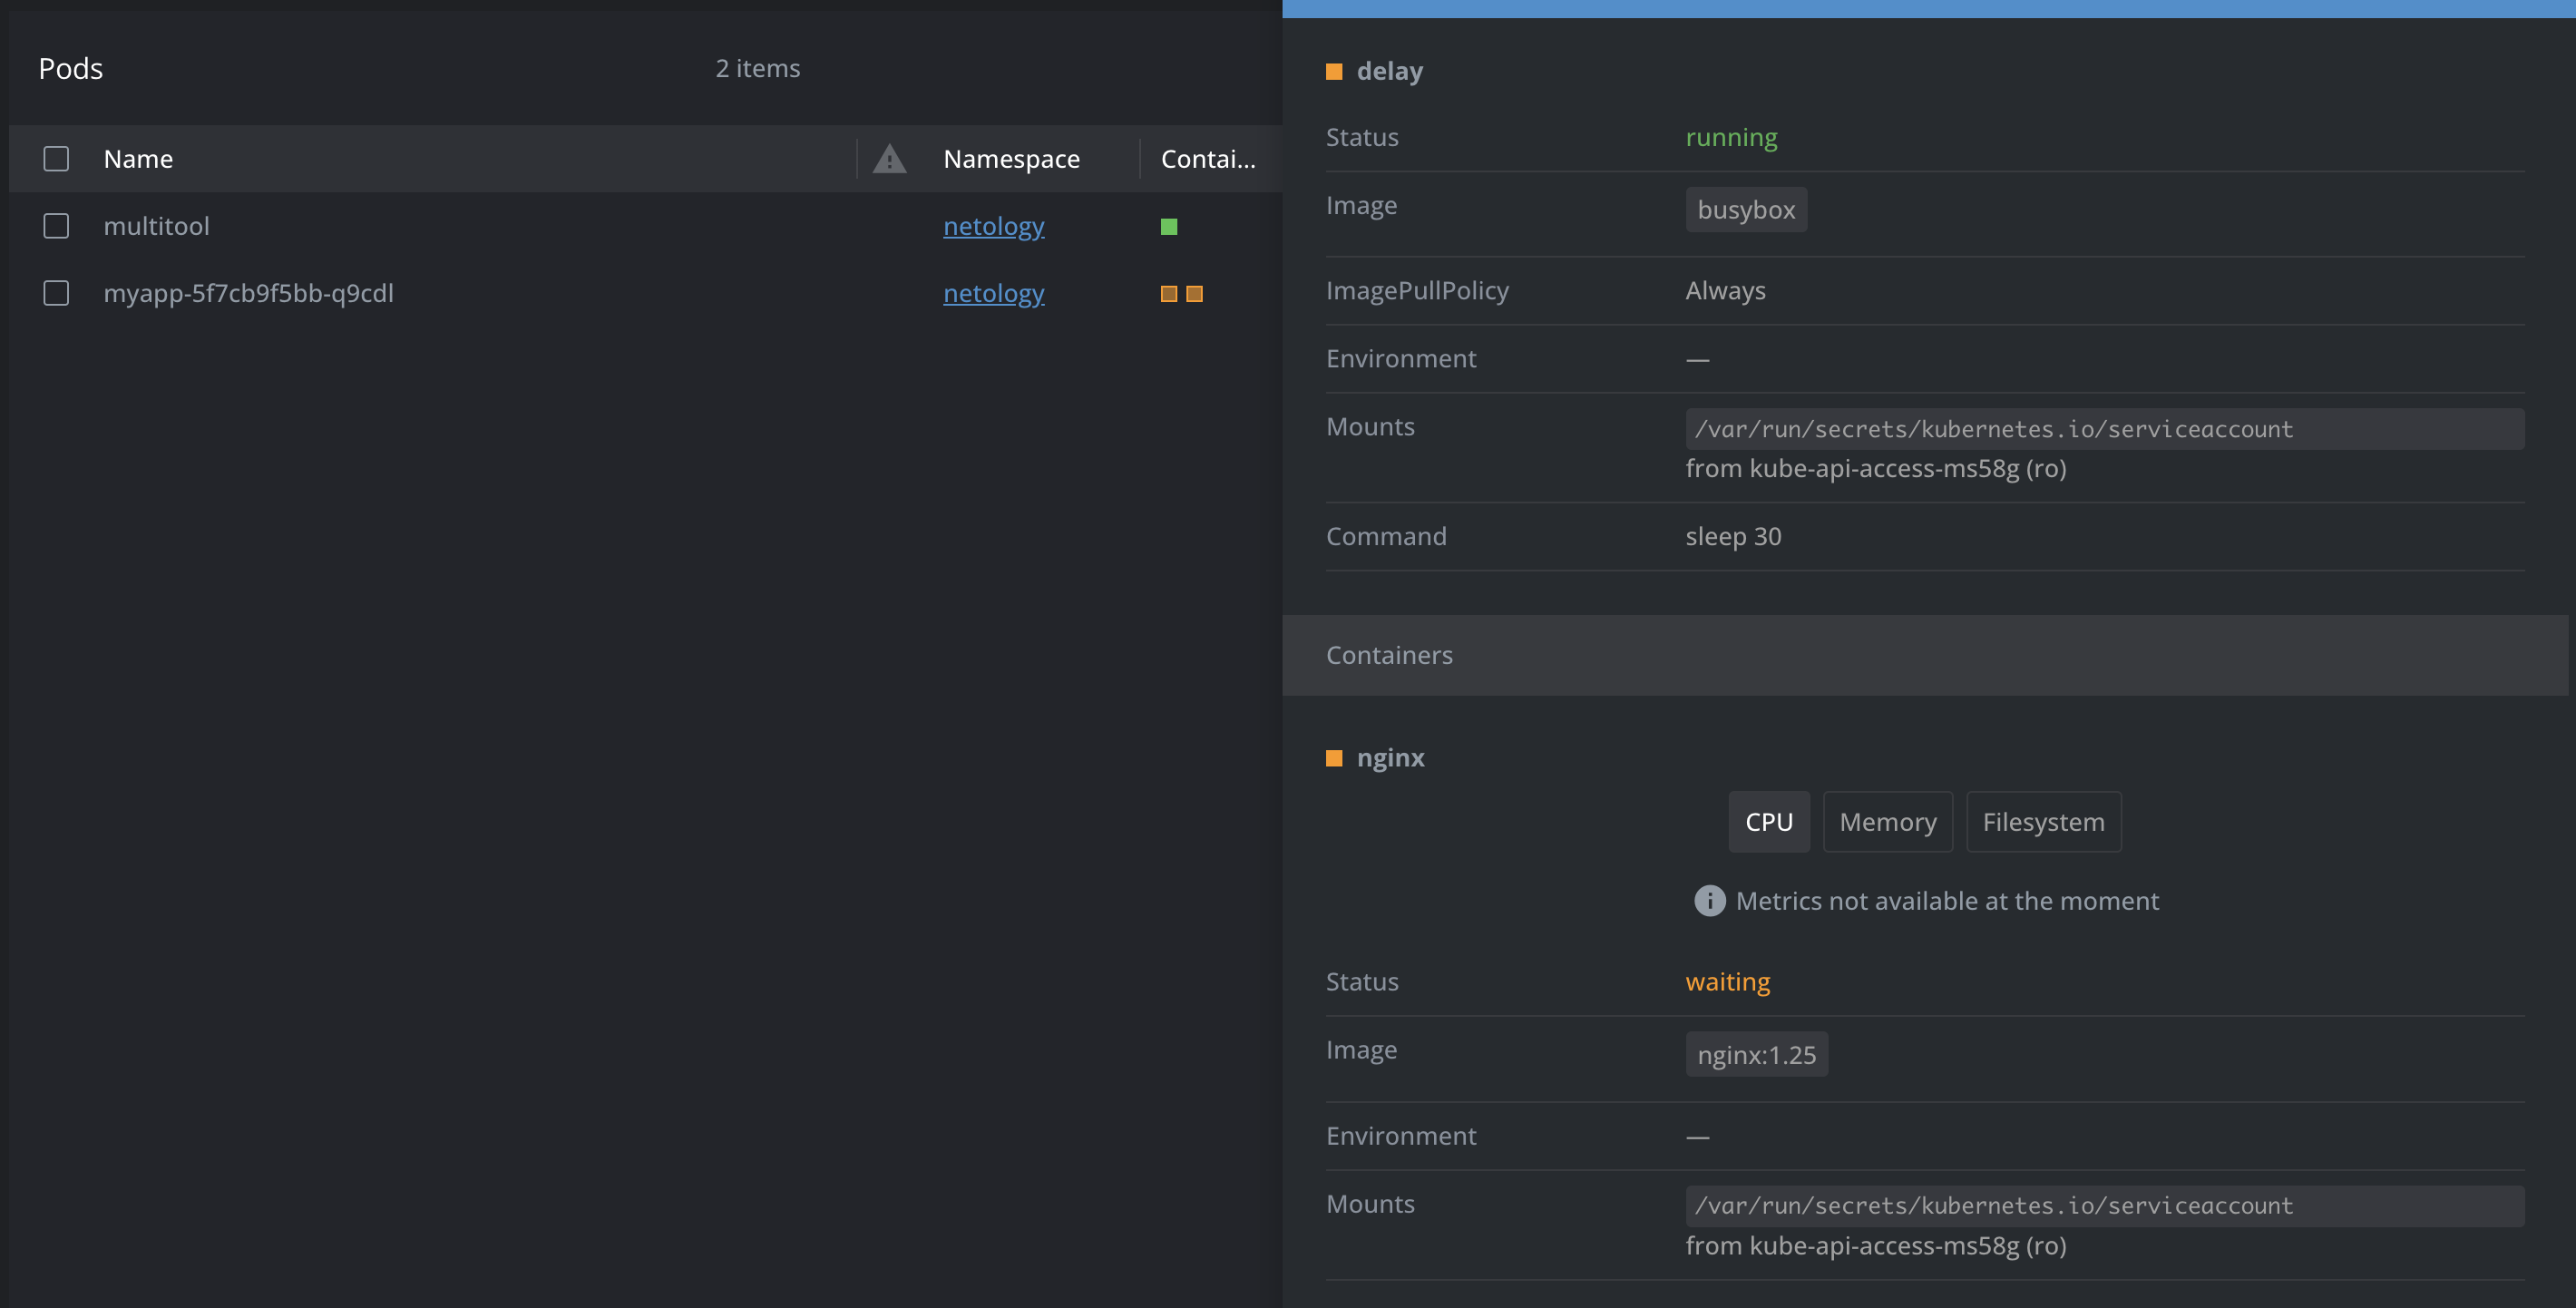 Pods
2 items
Name
Namespace
Contai...
multitool
netology
myapp-5f7cb9f5bb-q9cdl
netology
delay
Status
running
Image
busybox
ImagePullPolicy
Always
Environment
—
Mounts
/var/run/secrets/kubernetes.io/serviceaccount
from kube-api-access-ms58g (ro)
Command
sleep 30
Containers
nginx
CPU
Memory
Filesystem
Metrics not available at the moment
Status
waiting
Image
nginx:1.25
Environment
—
Mounts
/var/run/secrets/kubernetes.io/serviceaccount
from kube-api-access-ms58g (ro)